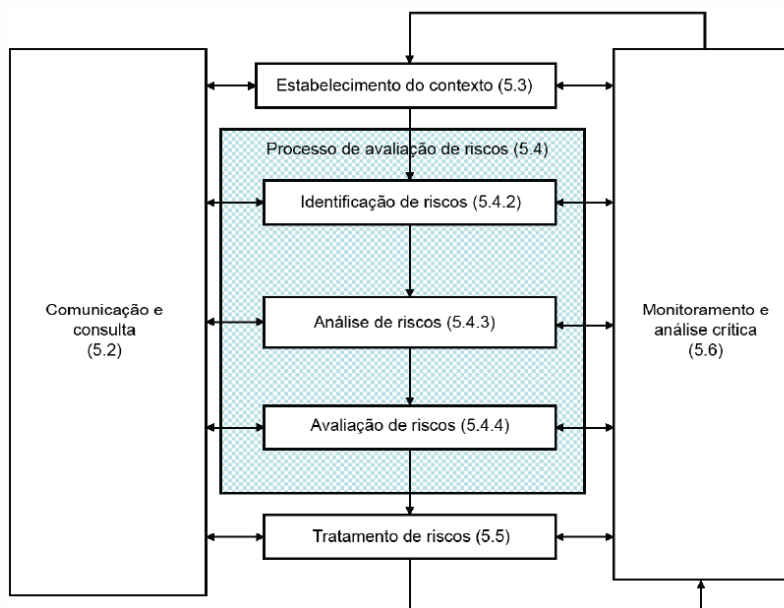 Estabelecimento do contexto (5.3)
Processo de avaliação de riscos (5.4)
Identificação de riscos (5.4.2)
Comunicação e
consulta
(5.2)
Análise de riscos (5.4.3)
Monitoramento e
análise crítica
(5.6)
Avaliação de riscos (5.4.4)
Tratamento de riscos (5.5)